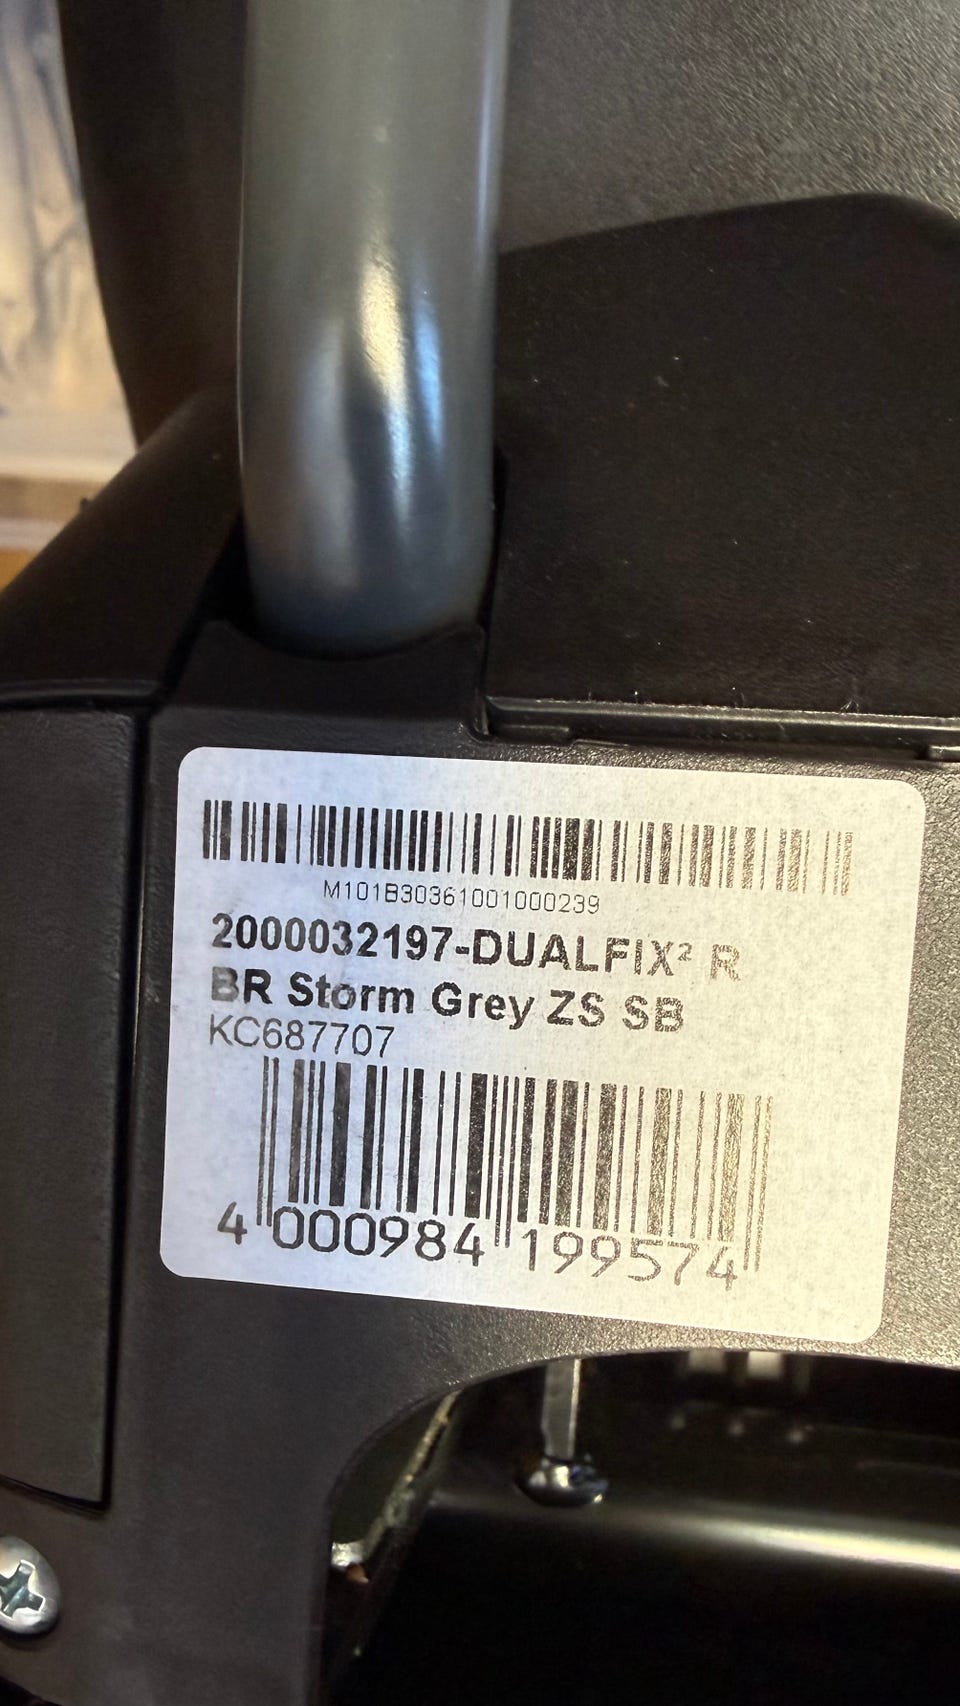 M101B30361001000239
2000032197-DUALFIX² R
BR Storm Grey ZS SB
KC687707
4 000984 199574